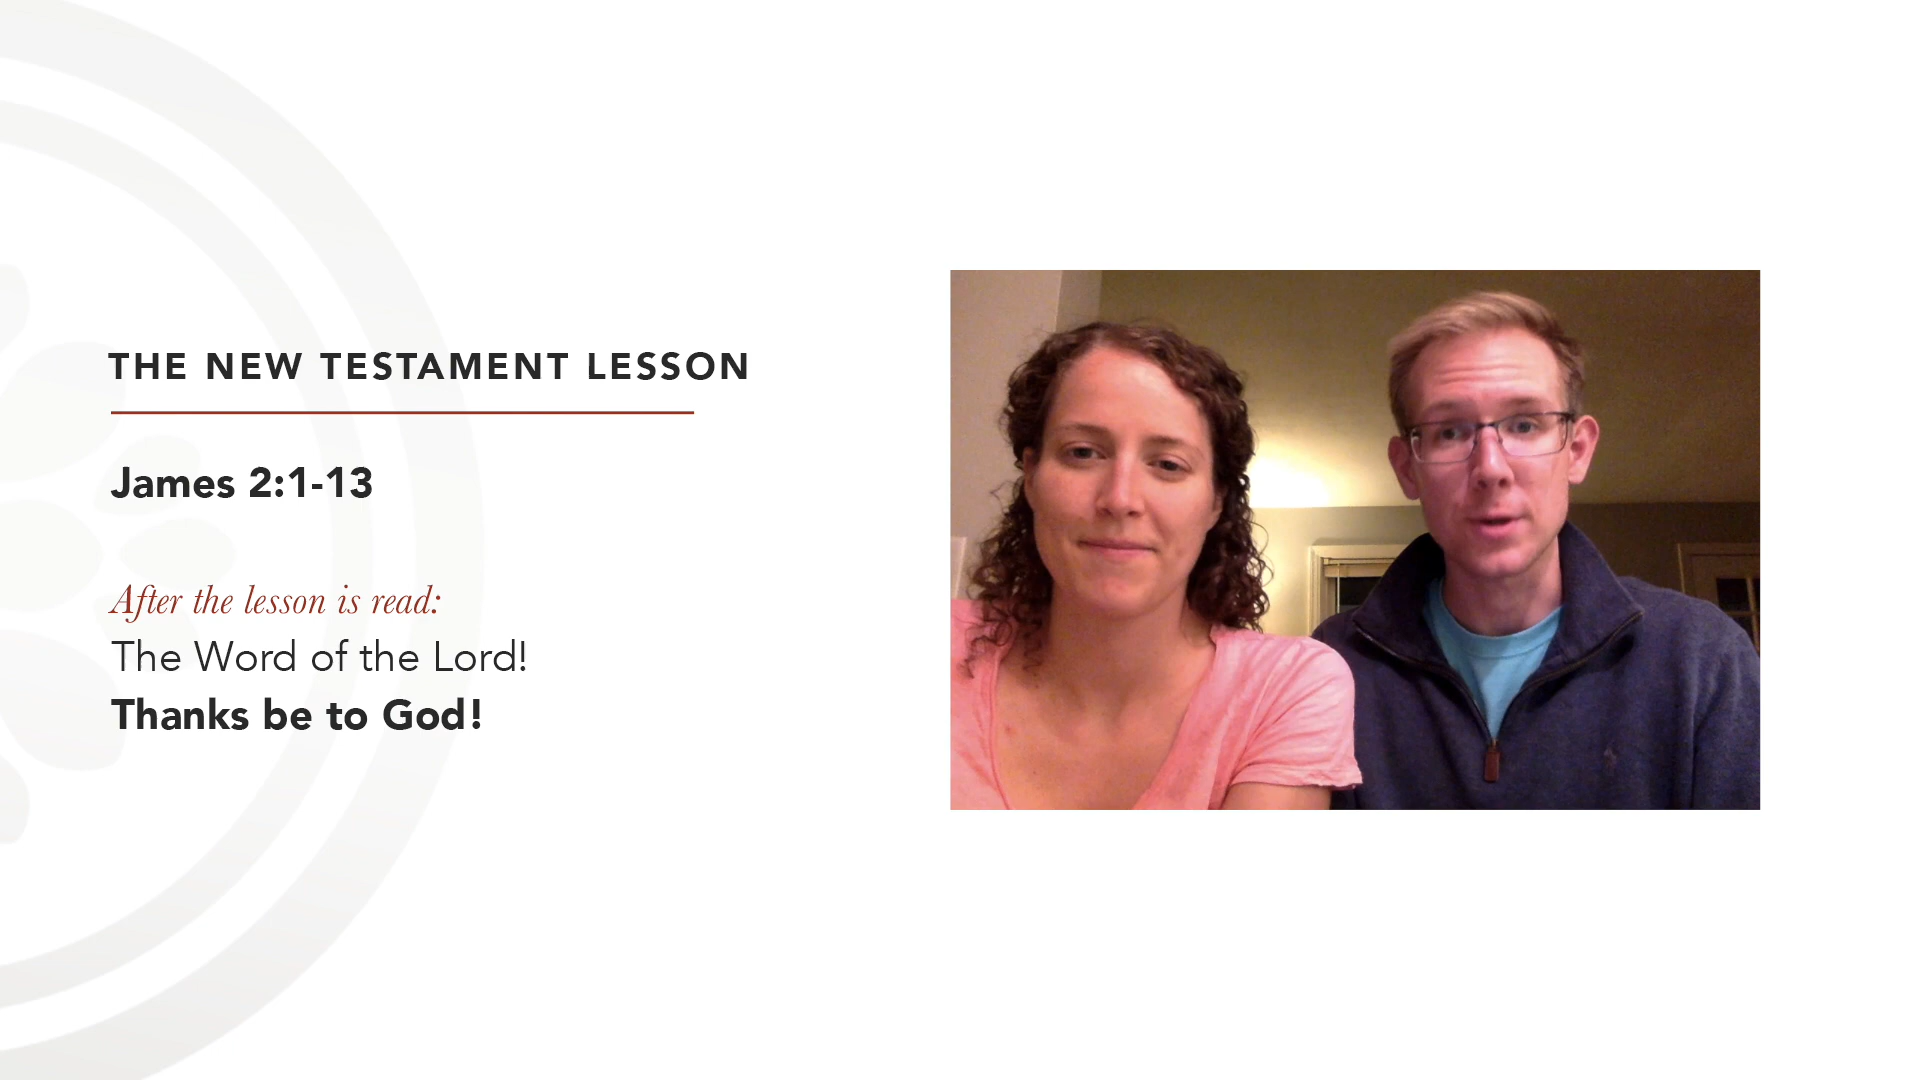 THE NEW TESTAMENT LESSON
James 2:1-13
After the lesson is read:
The Word of the Lord!
Thanks be to God!